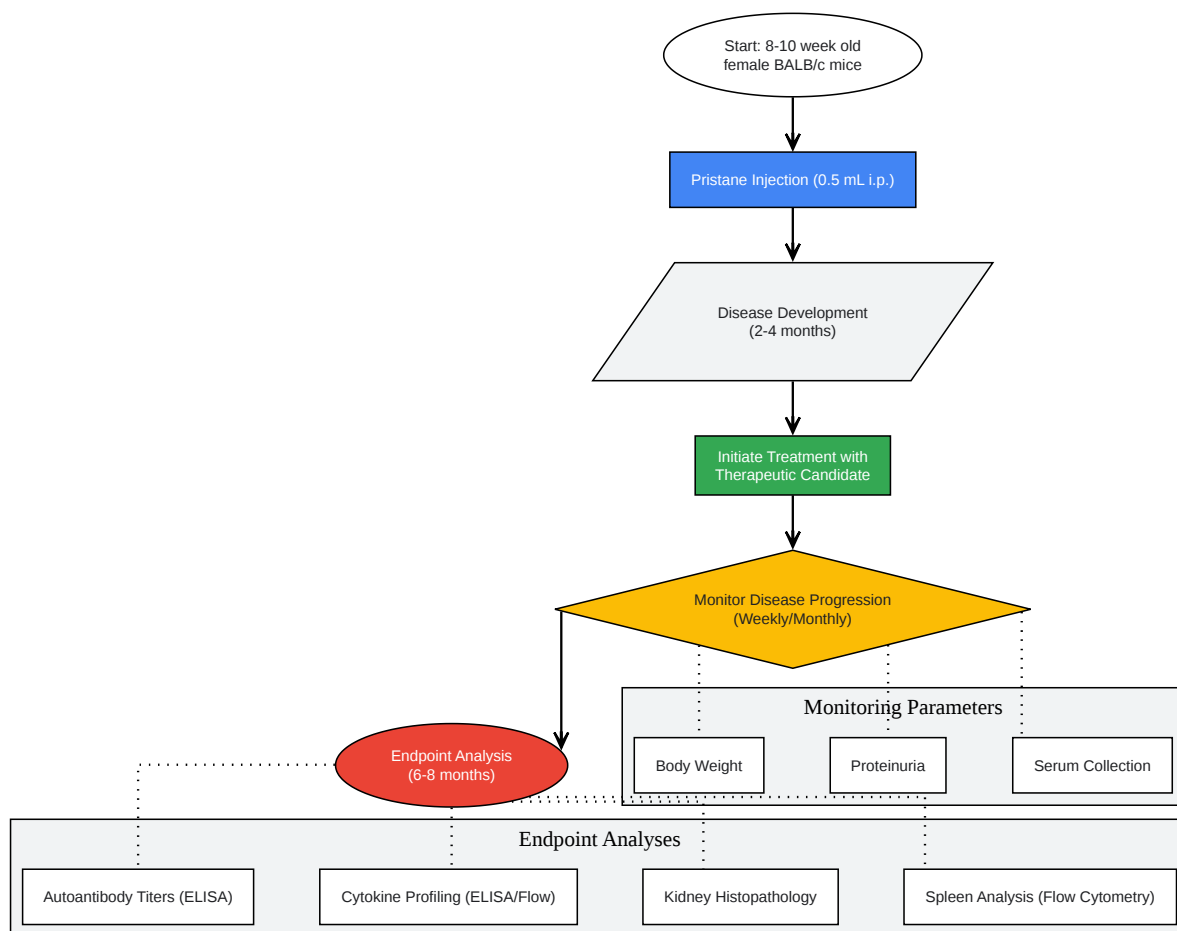 Start: 8-10 week old
female BALB/c mice
Pristane Injection (0.5 mL i.p.)
Disease Development
(2-4 months)
Initiate Treatment with
Therapeutic Candidate
Monitor Disease Progression
(Weekly/Monthly)
Monitoring Parameters
Body Weight
Proteinuria
Serum Collection
Endpoint Analysis
(6-8 months)
Endpoint Analyses
Autoantibody Titers (ELISA)
Cytokine Profiling (ELISA/Flow)
Kidney Histopathology
Spleen Analysis (Flow Cytometry)